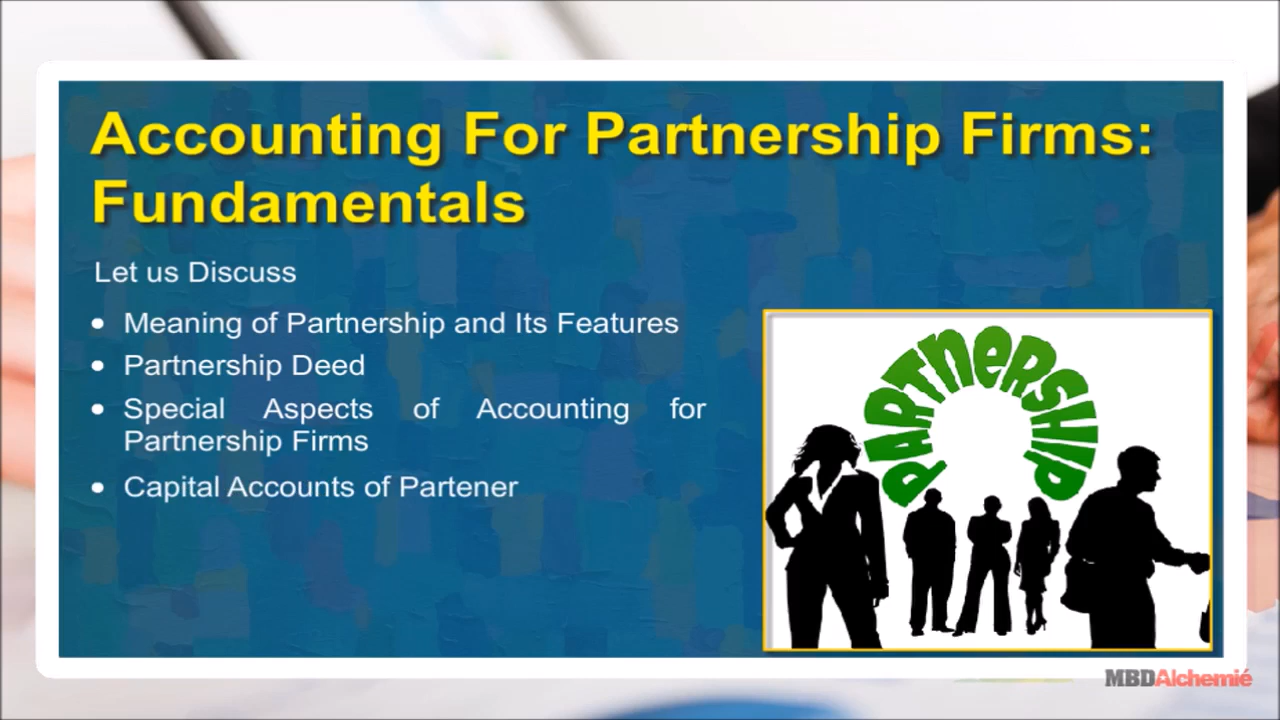 Accounting For Partnership Firms:
Fundamentals
Let us Discuss
• Meaning of Partnership and Its Features
• Partnership Deed
• Special Aspects of Accounting for
Partnership Firms
• Capital Accounts of Partener
PARTNERSHIP
MBDAlchemié